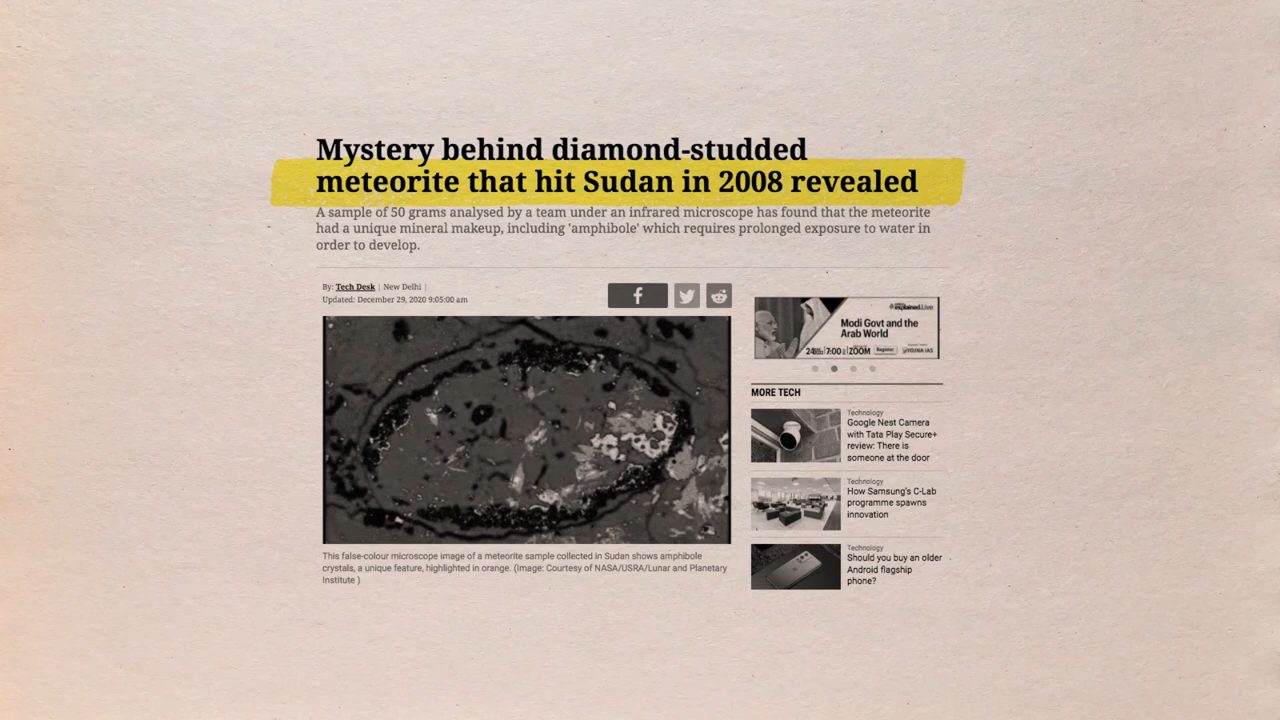 Mystery behind diamond-studded
meteorite that hit Sudan in 2008 revealed
A sample of 50 grams analysed by a team under an infrared microscope has found that the meteorite
had a unique mineral makeup, including 'amphibole' which requires prolonged exposure to water in
order to develop.
By: Tech Desk | New Delhi |
Updated: December 29, 2020 9:05:00 am
This false-colour microscope image of a meteorite sample collected in Sudan shows amphibole
crystals, a unique feature, highlighted in orange. (Image: Courtesy of NASA/USRA/Lunar and Planetary
Institute )
explained.Live
Modi Govt and the
Arab World
7:00 ZOOM
Register
MORE TECH
Technology
Google Nest Camera
with Tata Play Secure+
review: There is
someone at the door
Technology
How Samsung's C-Lab
programme spawns
innovation
Technology
Should you buy an older
Android flagship
phone?